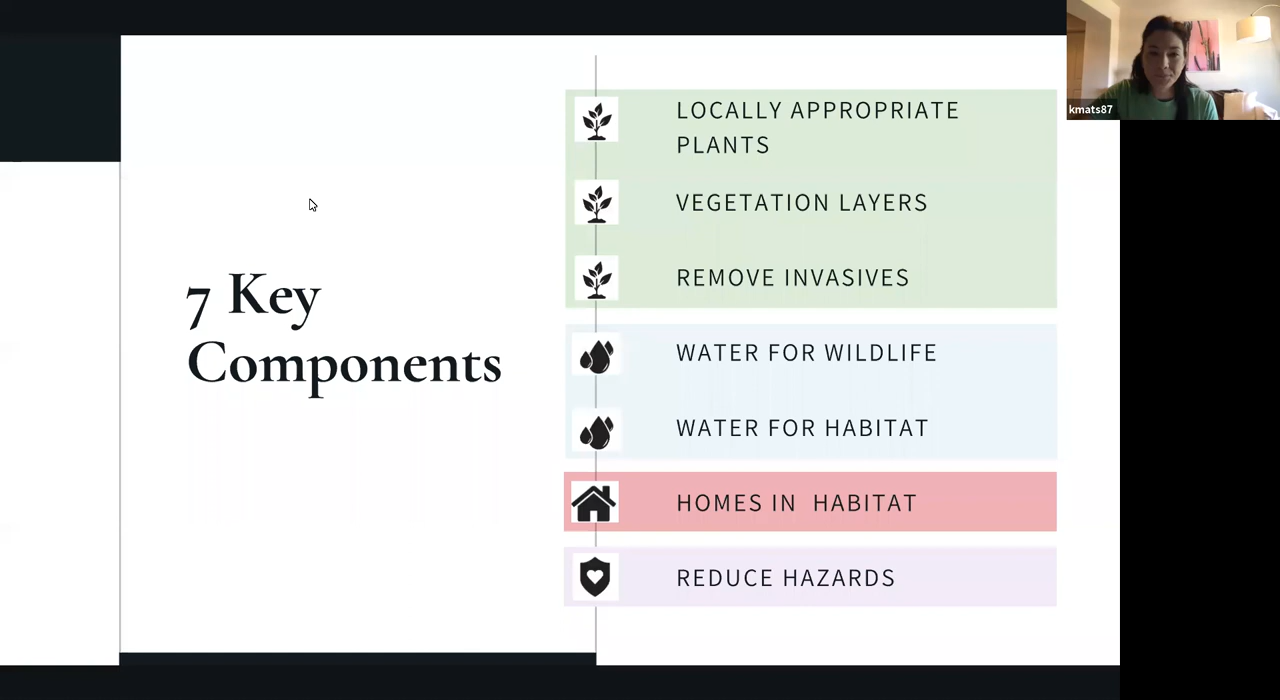 kmats87
7 Key
Components
LOCALLY APPROPRIATE
PLANTS
VEGETATION LAYERS
REMOVE INVASIVES
WATER FOR WILDLIFE
WATER FOR HABITAT
HOMES IN HABITAT
REDUCE HAZARDS